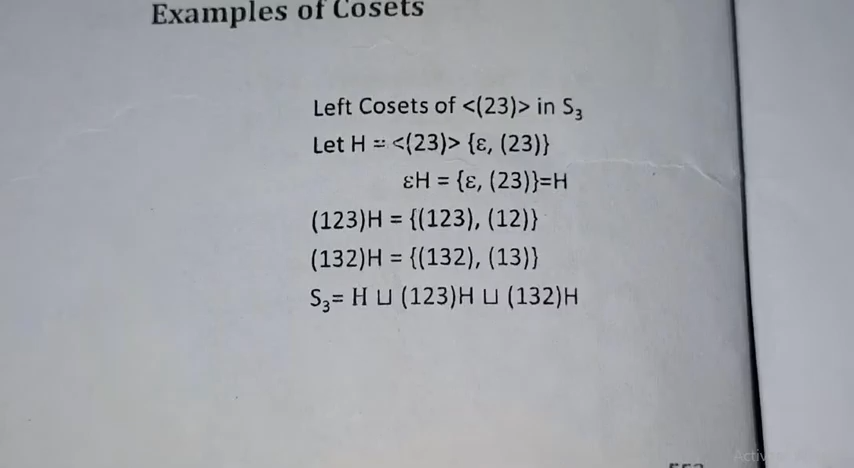 Examples of Cosets
Left Cosets of <(23)> in S₃
Let H = <(23)> {ε, (23)}
εH = {ε, (23)}=H
(123)H = {(123), (12)}
(132)H = {(132), (13)}
S₃= H ⊔ (123)H ⊔ (132)H